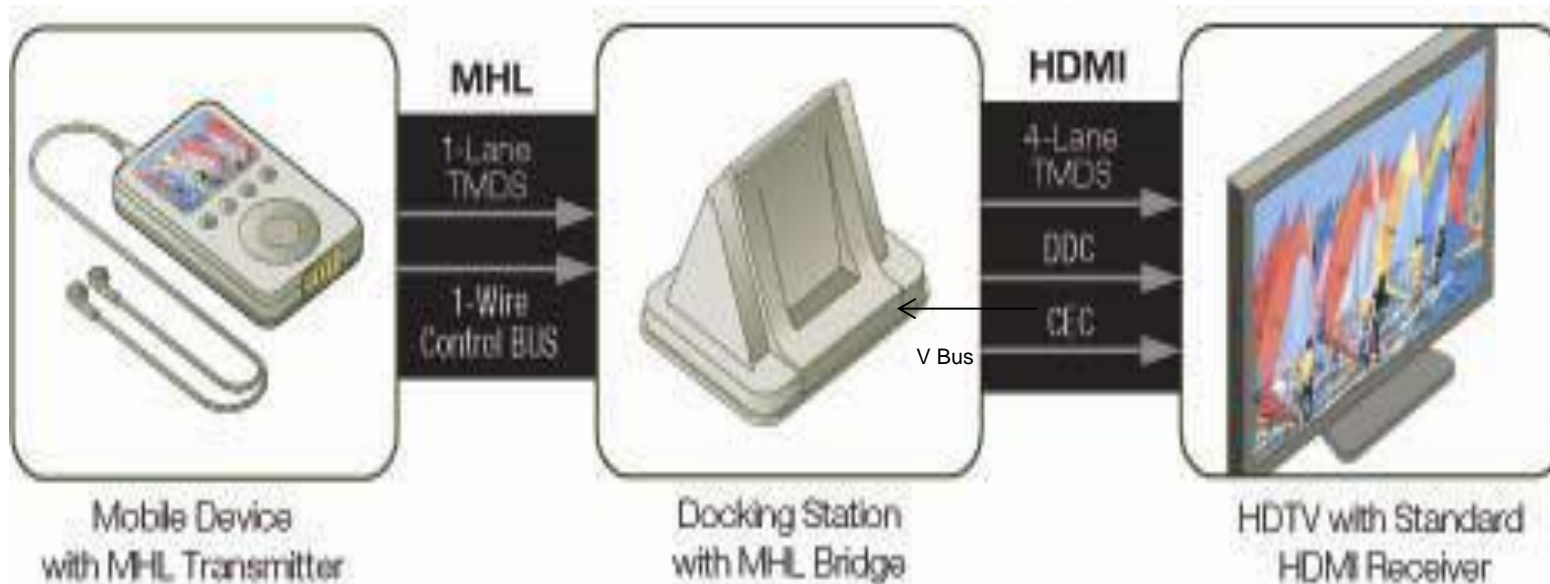 MHL
1-Lane
TMDS
1-Wire
Control BUS
HDMI
4-Lane
TMDS
DDC
CEC
V Bus
Mobile Device
with MHL Transmitter
Docking Station
with MHL Bridge
HDTV with Standard
HDMI Receiver